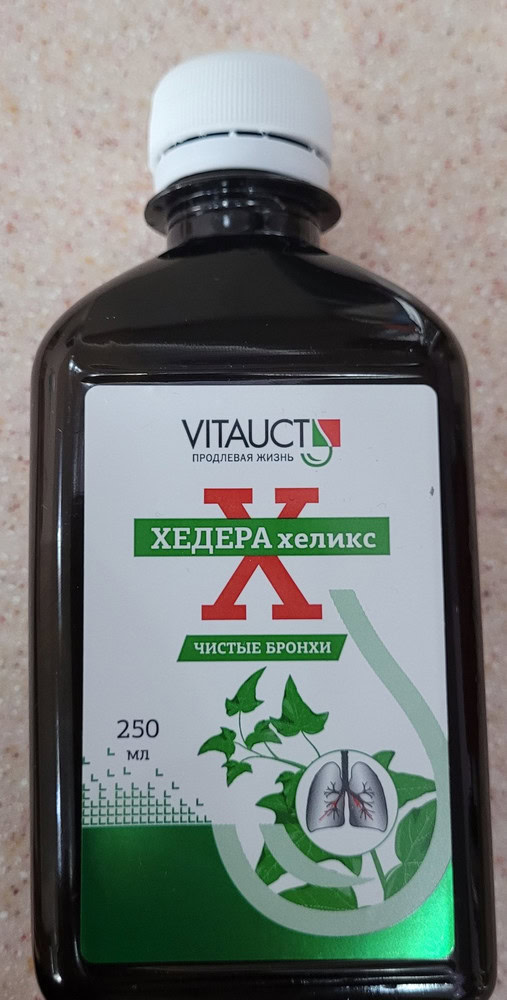 VITAUCT
ПРОДЛЕВАЯ ЖИЗНЬ
Х
ХЕДЕРА хеликс
ЧИСТЫЕ БРОНХИ
250
мл